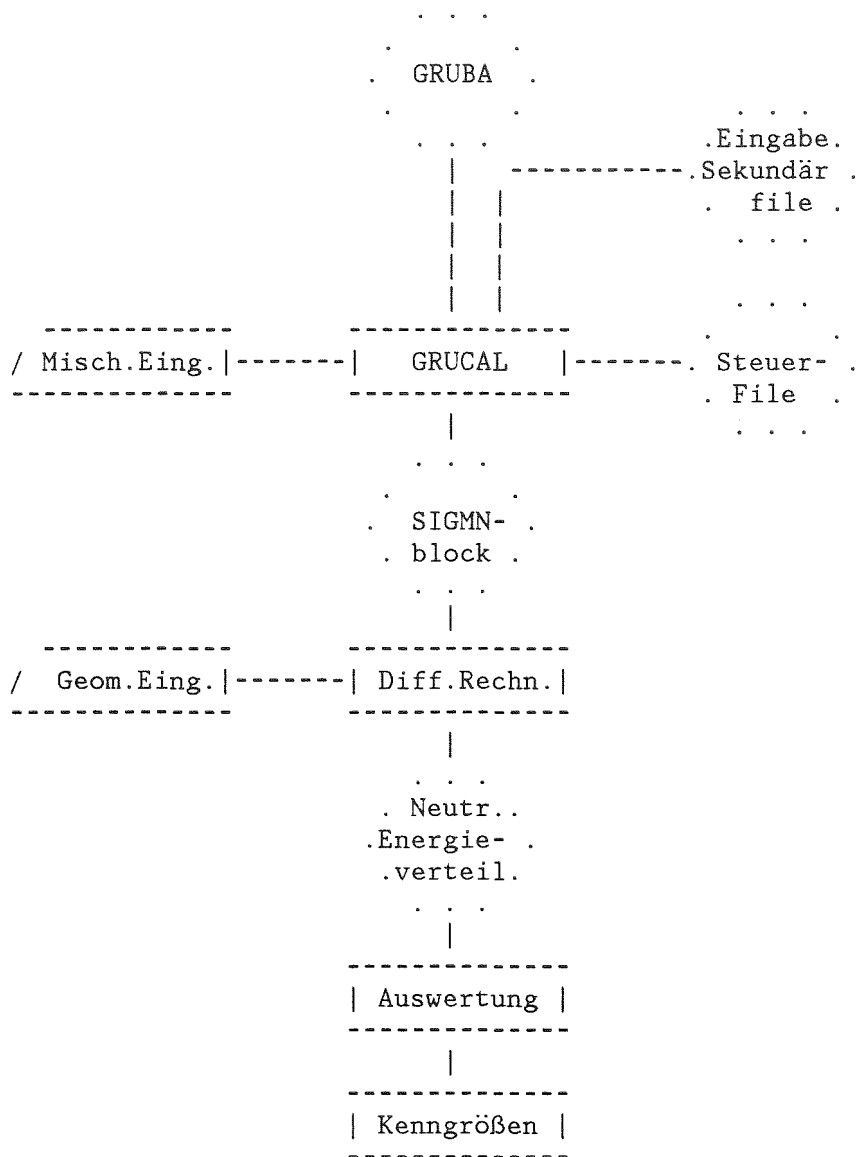 GRUBA
Eingabe
Sekundär
file
/ Misch.Eing.
GRUCAL
Steuer-
File
SIGMN-
block
/ Geom.Eing.
Diff.Rechn.
Neutr.
Energie-
verteil.
Auswertung
Kenngrößen